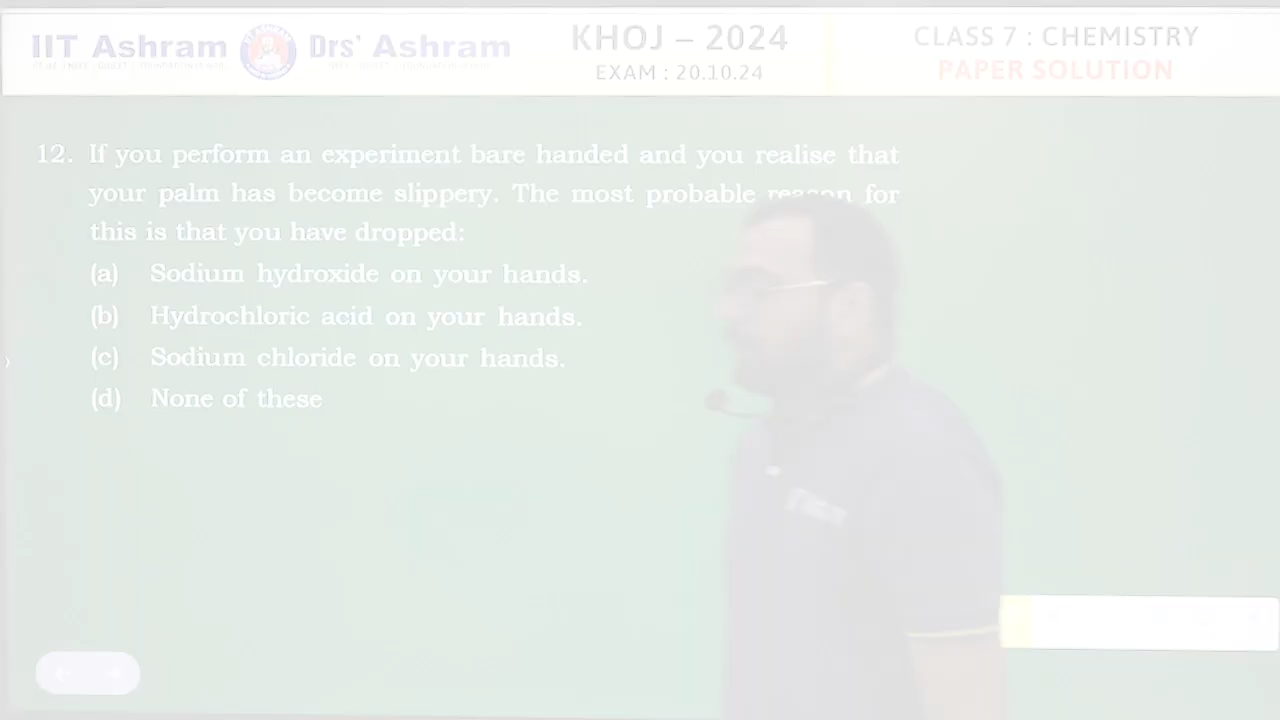 IIT Ashram Drs' Ashram
KHOJ – 2024
EXAM : 20.10.24
CLASS 7 : CHEMISTRY
PAPER SOLUTION
12. If you perform an experiment bare handed and you realise that
your palm has become slippery. The most probable reason for
this is that you have dropped:
(a) Sodium hydroxide on your hands.
(b) Hydrochloric acid on your hands.
(c) Sodium chloride on your hands.
(d) None of these